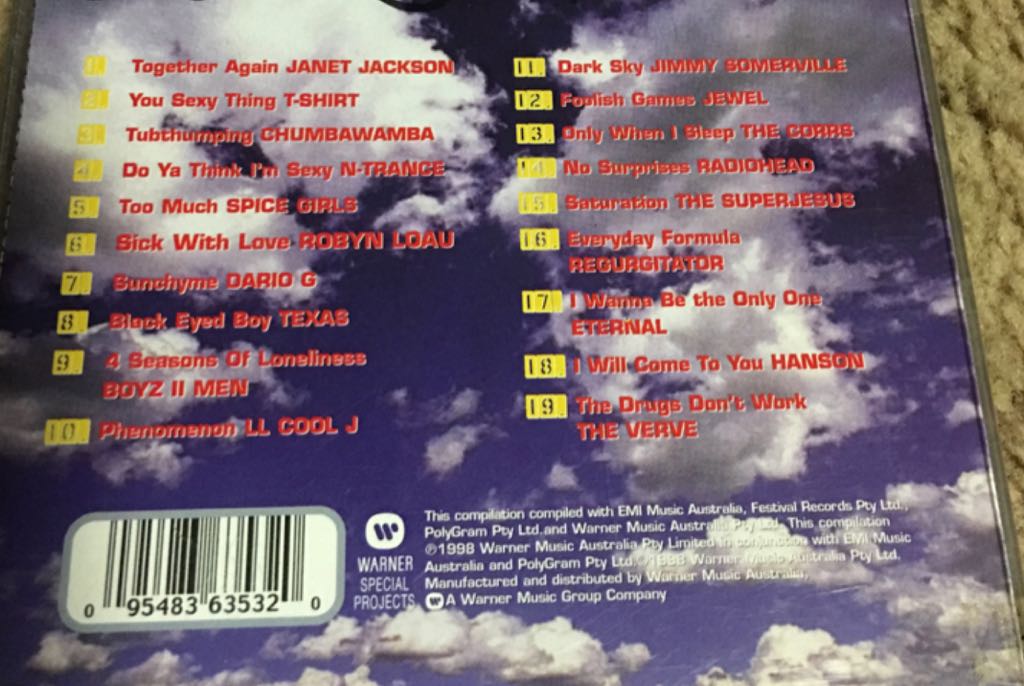 1. Together Again JANET JACKSON
2. You Sexy Thing T-SHIRT
3. Tubthumping CHUMBAWAMBA
4. Do Ya Think I'm Sexy N-TRANCE
5. Too Much SPICE GIRLS
6. Sick With Love ROBYN LOAU
7. Sunchyme DARIO G
8. Black Eyed Boy TEXAS
9. 4 Seasons Of Loneliness
BOYZ II MEN
10. Phenomenon LL COOL J
11. Dark Sky JIMMY SOMERVILLE
12. Foolish Games JEWEL
13. Only When I Sleep THE CORRS
14. No Surprises RADIOHEAD
15. Saturation THE SUPERJESUS
16. Everyday Formula
REGURGITATOR
17. I Wanna Be the Only One
ETERNAL
18. I Will Come To You HANSON
19. The Drugs Don't Work
THE VERVE
0 95483 63532 0
WARNER
SPECIAL
PROJECTS
This compilation compiled with EMI Music Australia, Festival Records Pty Ltd.,
PolyGram Pty Ltd.and Warner Music Australia Pty Ltd. This compilation
℗1998 Warner Music Australia Pty Limited in conjunction with EMI Music
Australia and PolyGram Pty Ltd.©1998 Warner Music Australia Pty Ltd.
Manufactured and distributed by Warner Music Australia.
A Warner Music Group Company